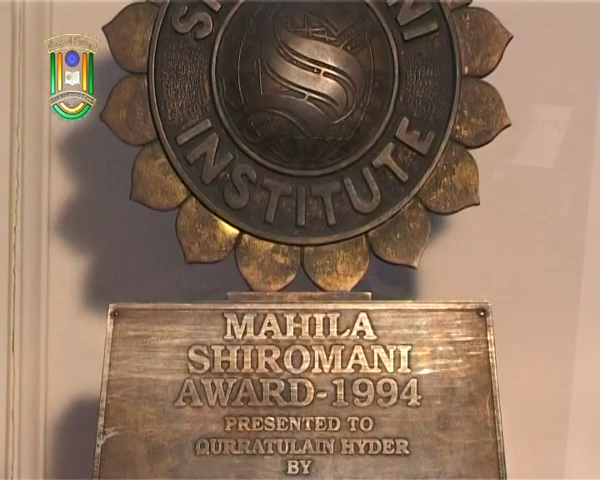 INSTITUTE
MAHILA
SHIROMANI
AWARD-1994
PRESENTED TO
QURRATULAIN HYDER
BY